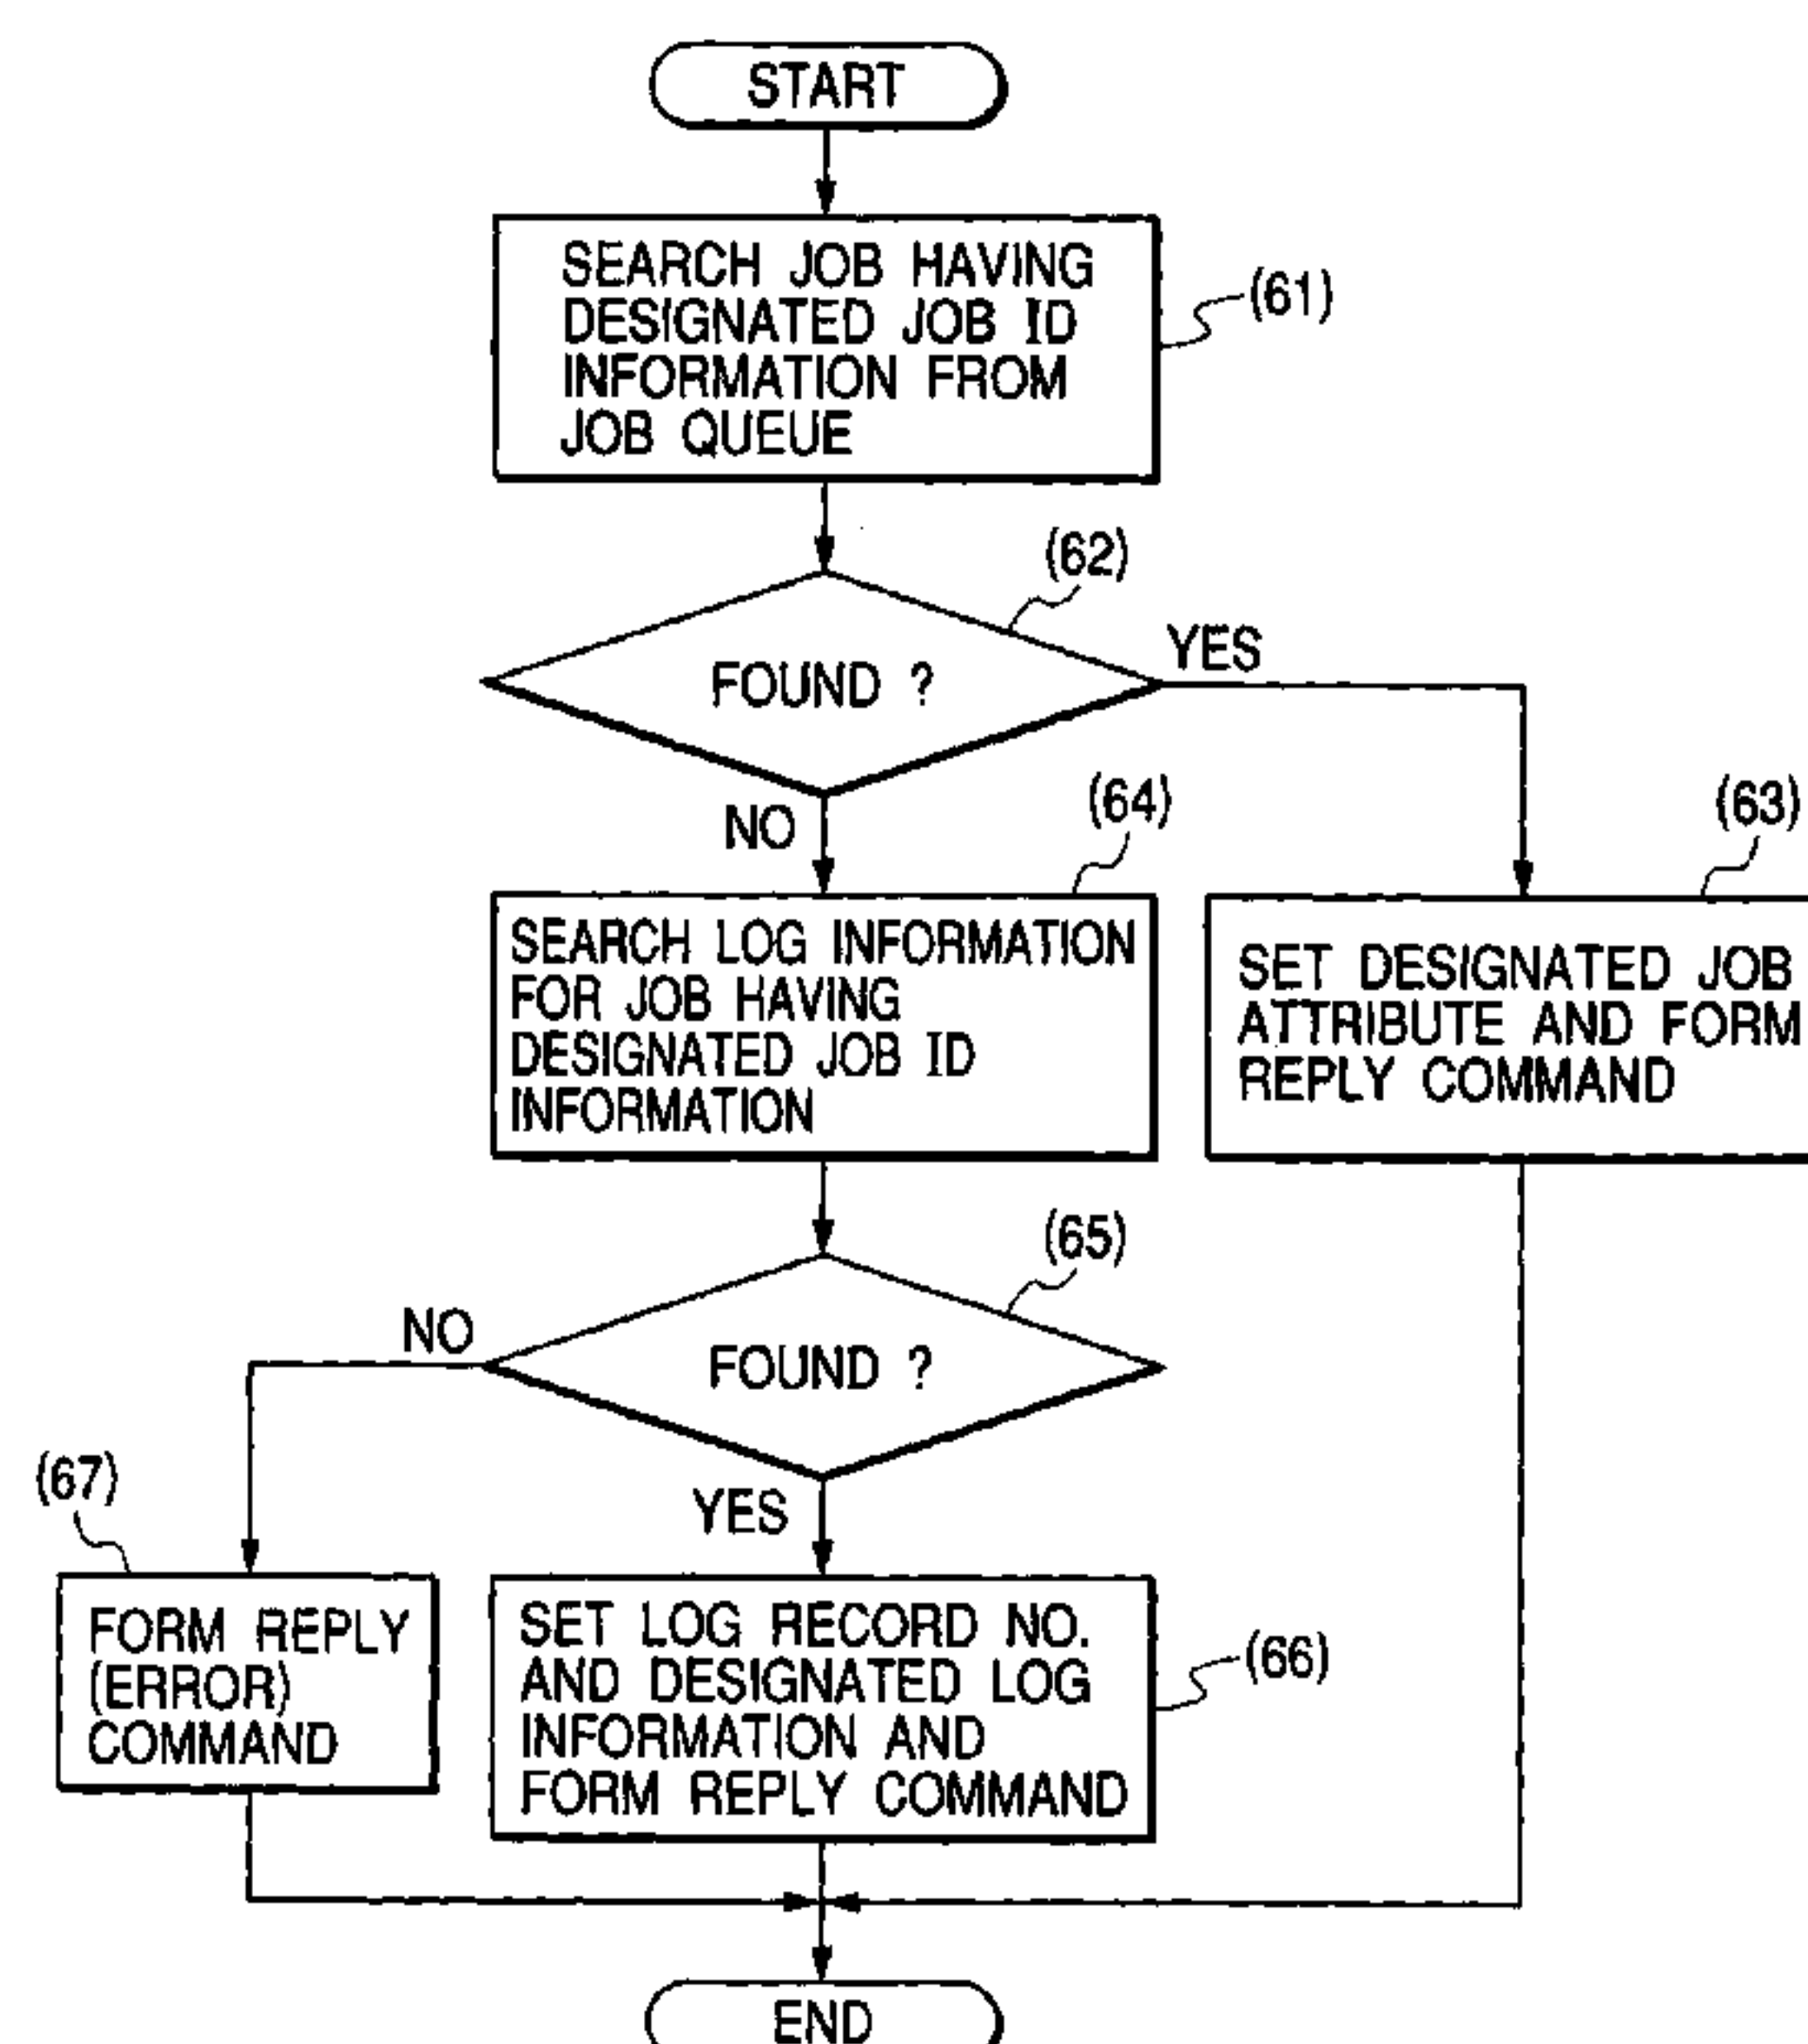 START
SEARCH JOB HAVING
DESIGNATED JOB ID
INFORMATION FROM
JOB QUEUE
(61)
(62)
FOUND ?
YES
NO
(64)
(63)
SEARCH LOG INFORMATION
FOR JOB HAVING
DESIGNATED JOB ID
INFORMATION
SET DESIGNATED JOB
ATTRIBUTE AND FORM
REPLY COMMAND
(65)
NO
FOUND ?
(67)
YES
FORM REPLY
(ERROR)
COMMAND
SET LOG RECORD NO.
AND DESIGNATED LOG
INFORMATION AND
FORM REPLY COMMAND
(66)
END